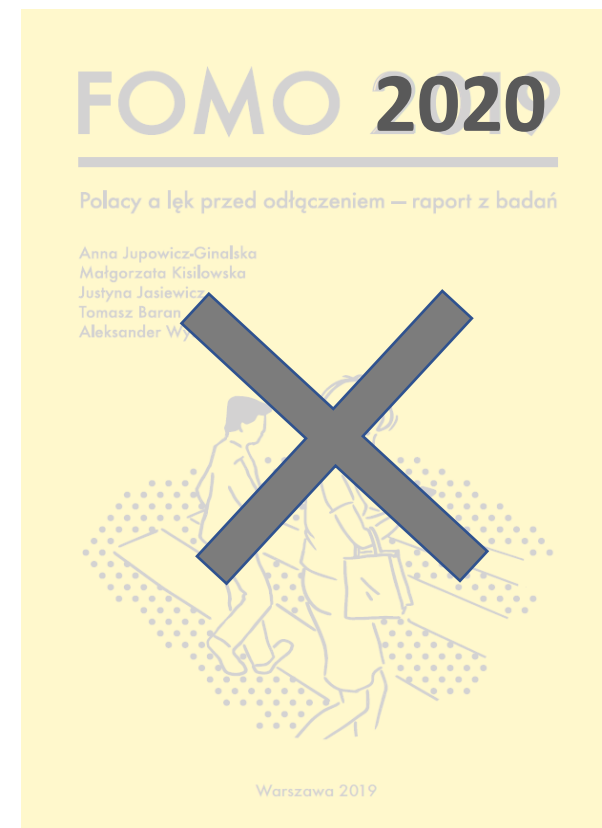 FOMO 2020
Polacy a lęk przed odłączeniem — raport z badań
Anna Jupowicz-Ginalska
Małgorzata Kisilowska
Justyna Jasiewicz
Tomasz Baran
Aleksander
Warszawa 2019